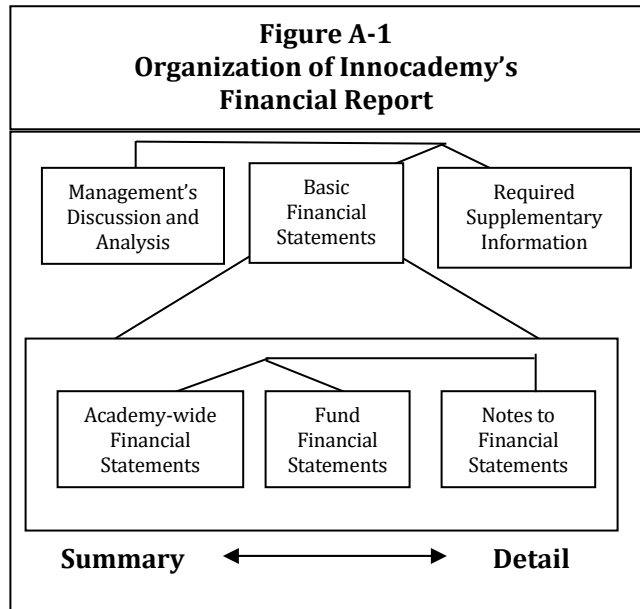 Figure A-1
Organization of Innocademy’s
Financial Report
Management’s
Discussion and
Analysis
Basic
Financial
Statements
Required
Supplementary
Information
Academy-wide
Financial
Statements
Fund
Financial
Statements
Notes to
Financial
Statements
Summary
Detail